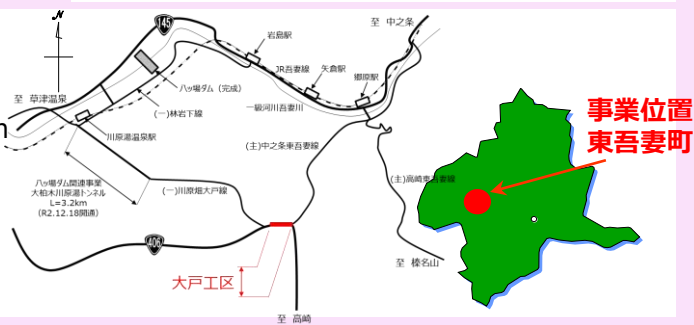 N
145
至 中之条
岩島駅
JR吾妻線
矢倉駅
郷原駅
八ッ場ダム（完成）
至 草津温泉
(一)林岩下線
一級河川吾妻川
川原湯温泉駅
(主)中之条東吾妻線
m
八ッ場ダム関連事業
大柏木川原湯トンネル
L=3.2km
(R2.12.18開通)
(一)川原畑大戸線
(主)高崎東吾妻線
406
大戸工区
至 榛名山
至 高崎
事業位置
東吾妻町